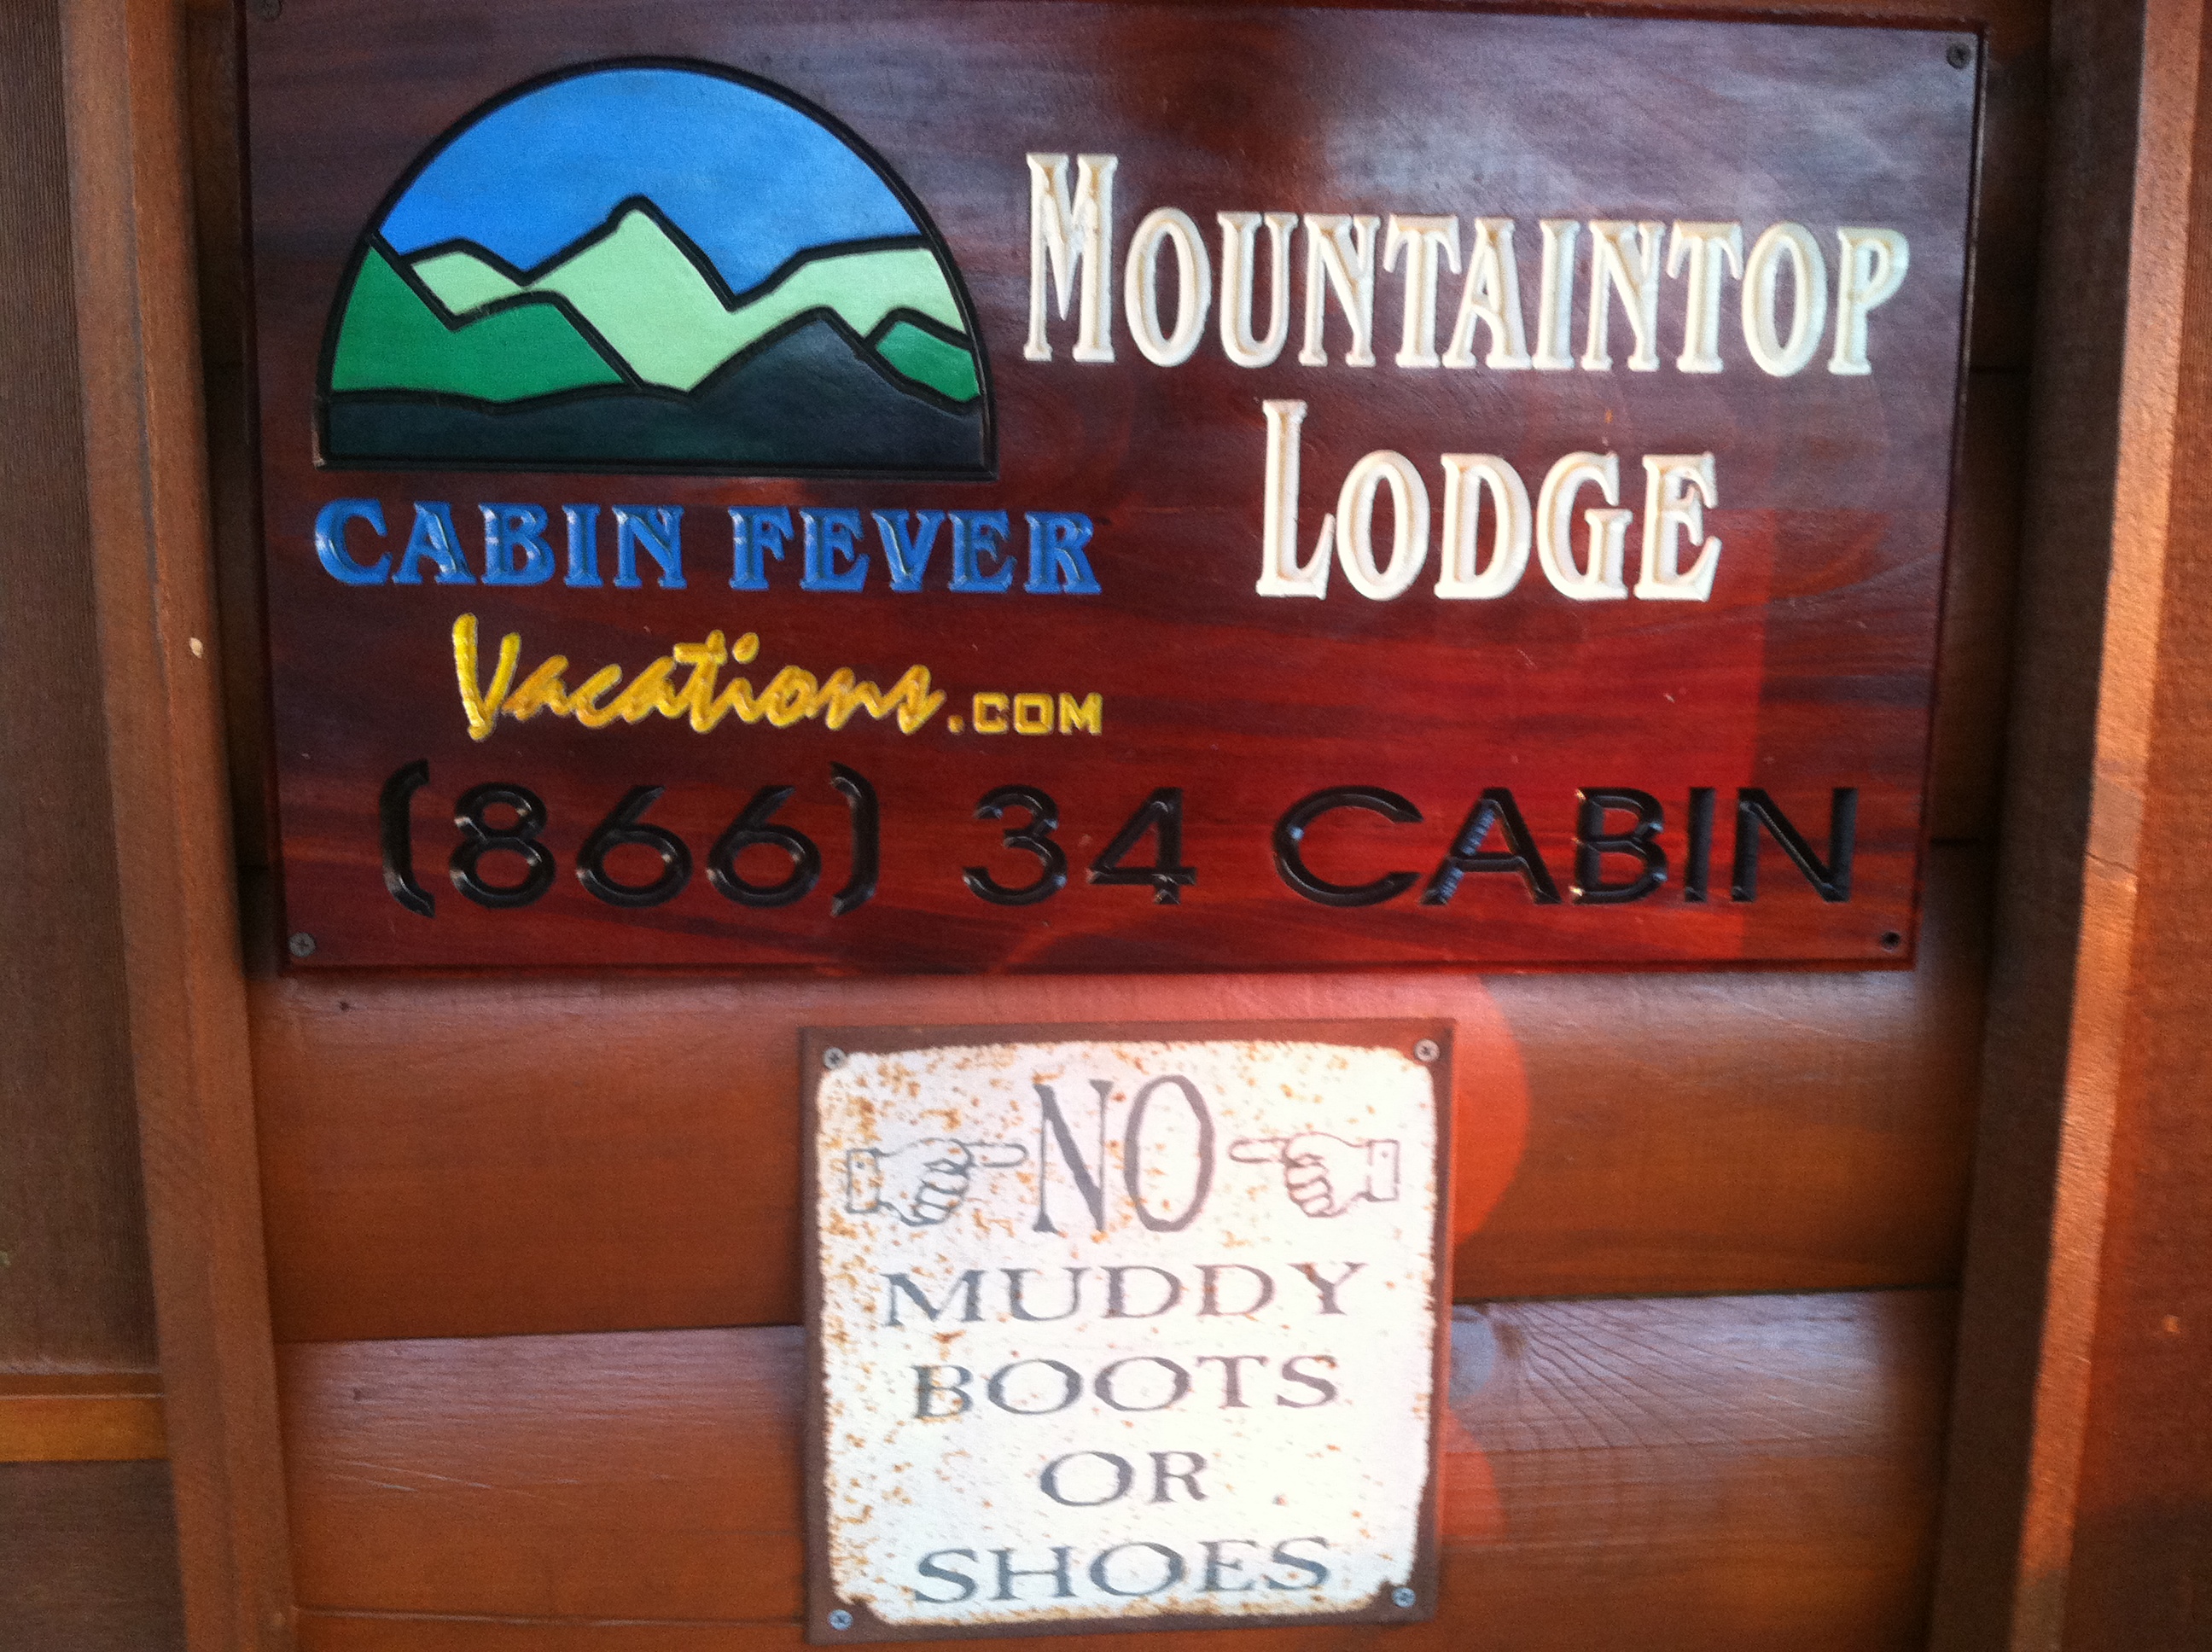 MOUNTAINTOP
LODGE
CABIN FEVER
Vacations.COM
(866) 34 CABIN
NO
MUDDY
BOOTS
OR
SHOES